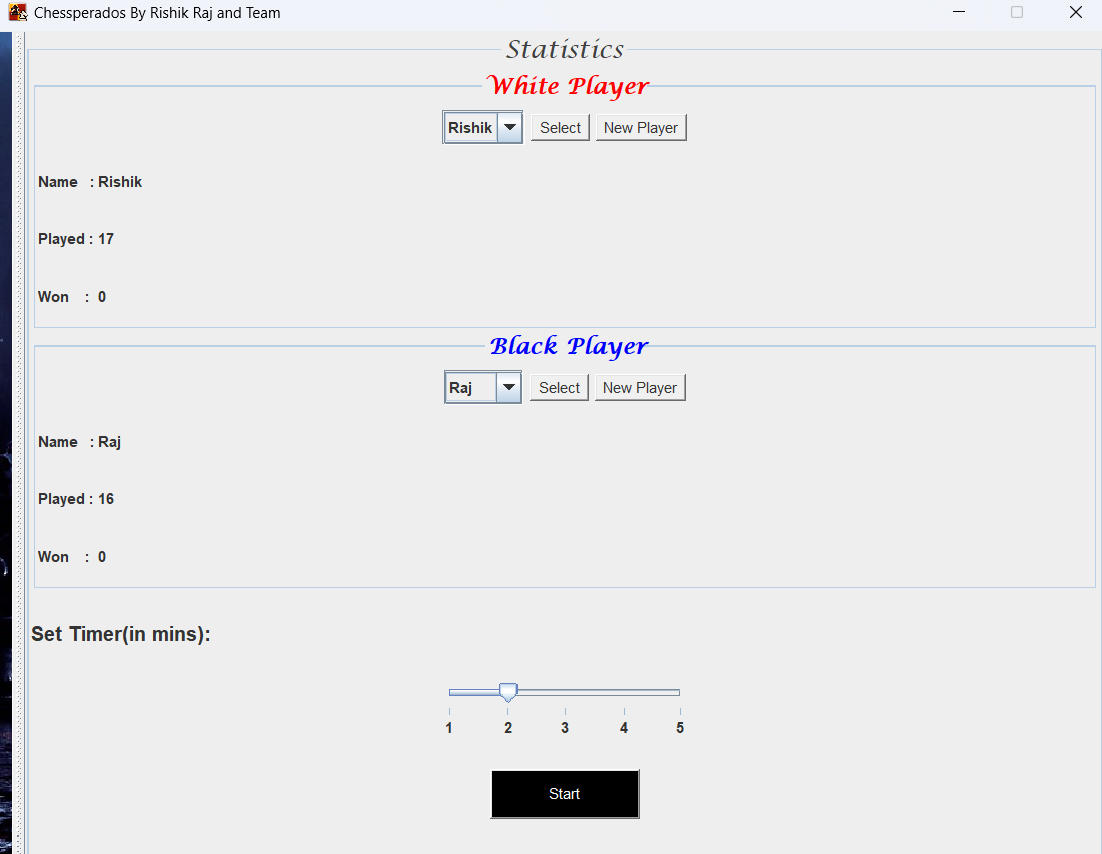 Chessperados By Rishik Raj and Team
Statistics
White Player
Rishik Select New Player
Name : Rishik
Played : 17
Won : 0
Black Player
Raj Select New Player
Name : Raj
Played : 16
Won : 0
Set Timer(in mins):
1 2 3 4 5
Start